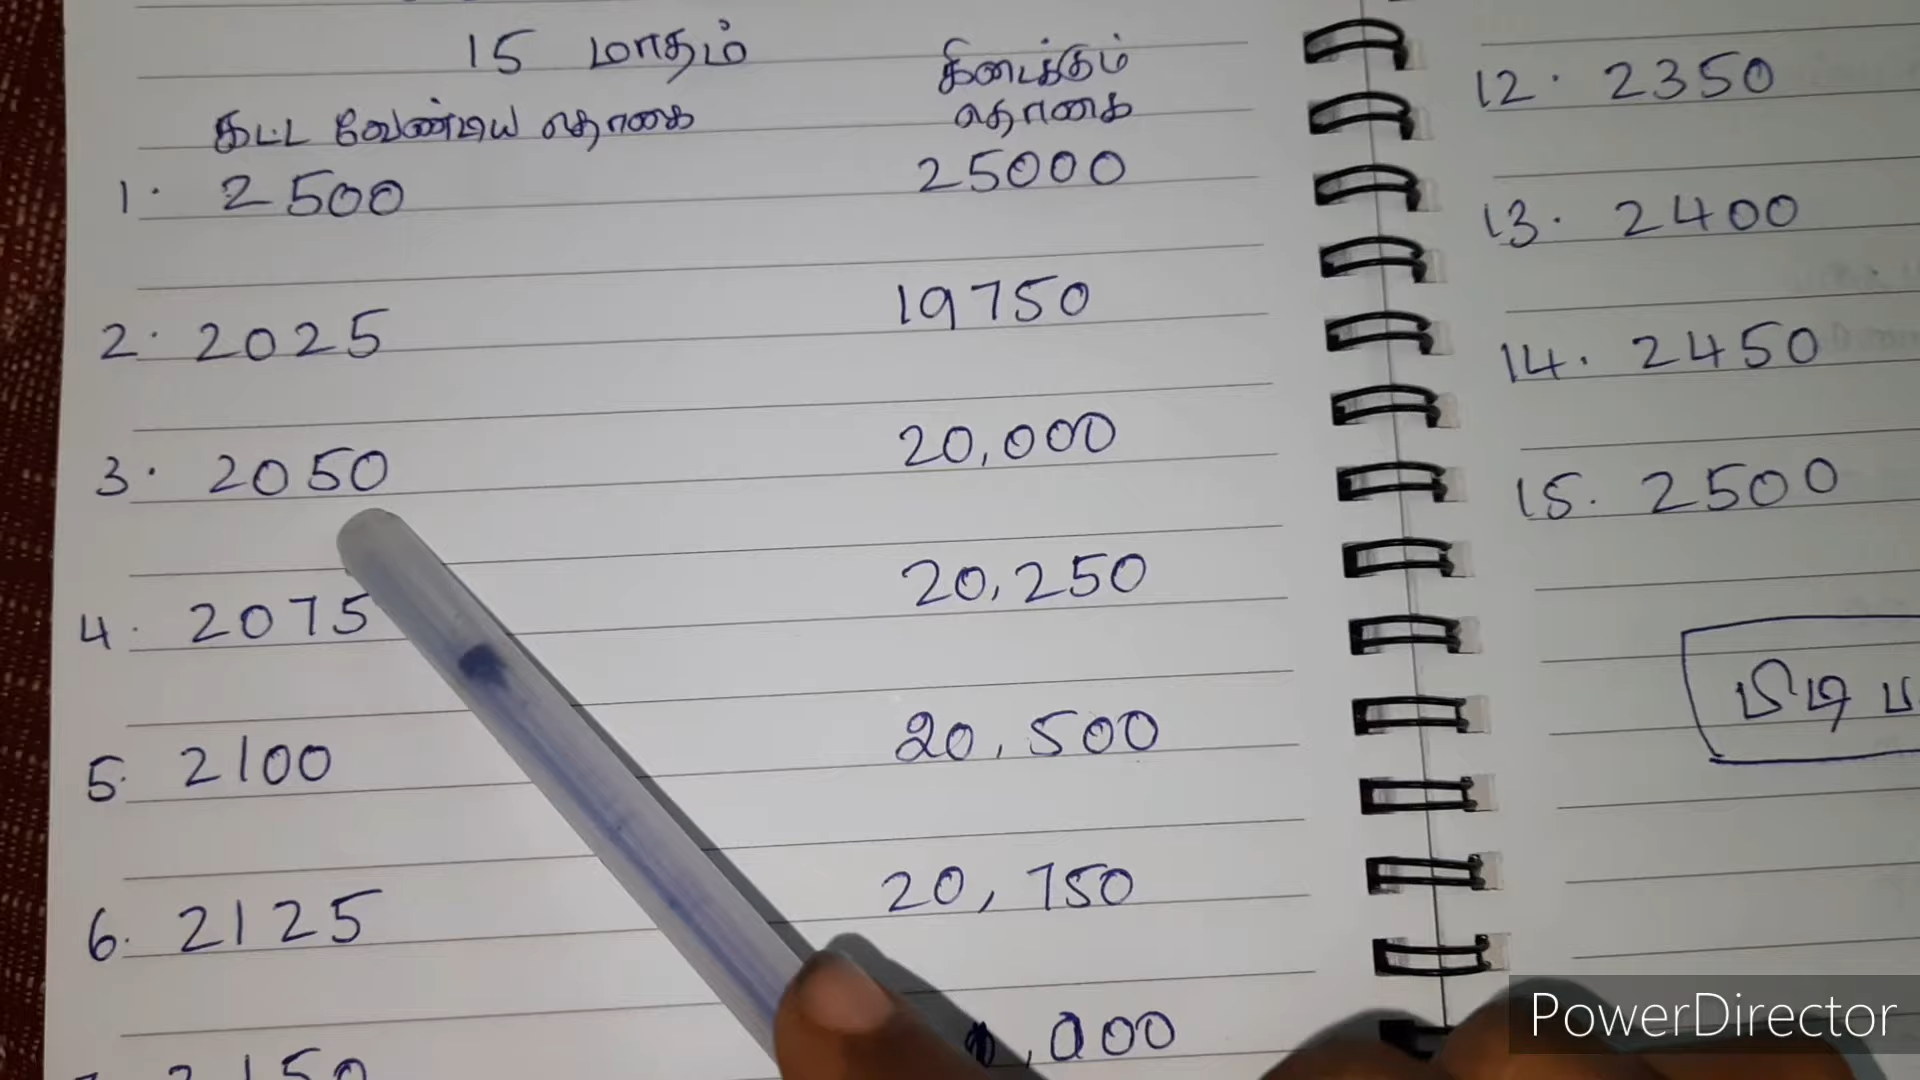 15 மாதம்
கட்ட வேண்டிய தொகை
கிடைக்கும்
தொகை
1. 2500 25000
2. 2025 19750
3. 2050 20,000
4. 2075 20,250
5. 2100 20,500
6. 2125 20,750
2150 ,000
12. 2350
13. 2400
14. 2450
15. 2500
PowerDirector